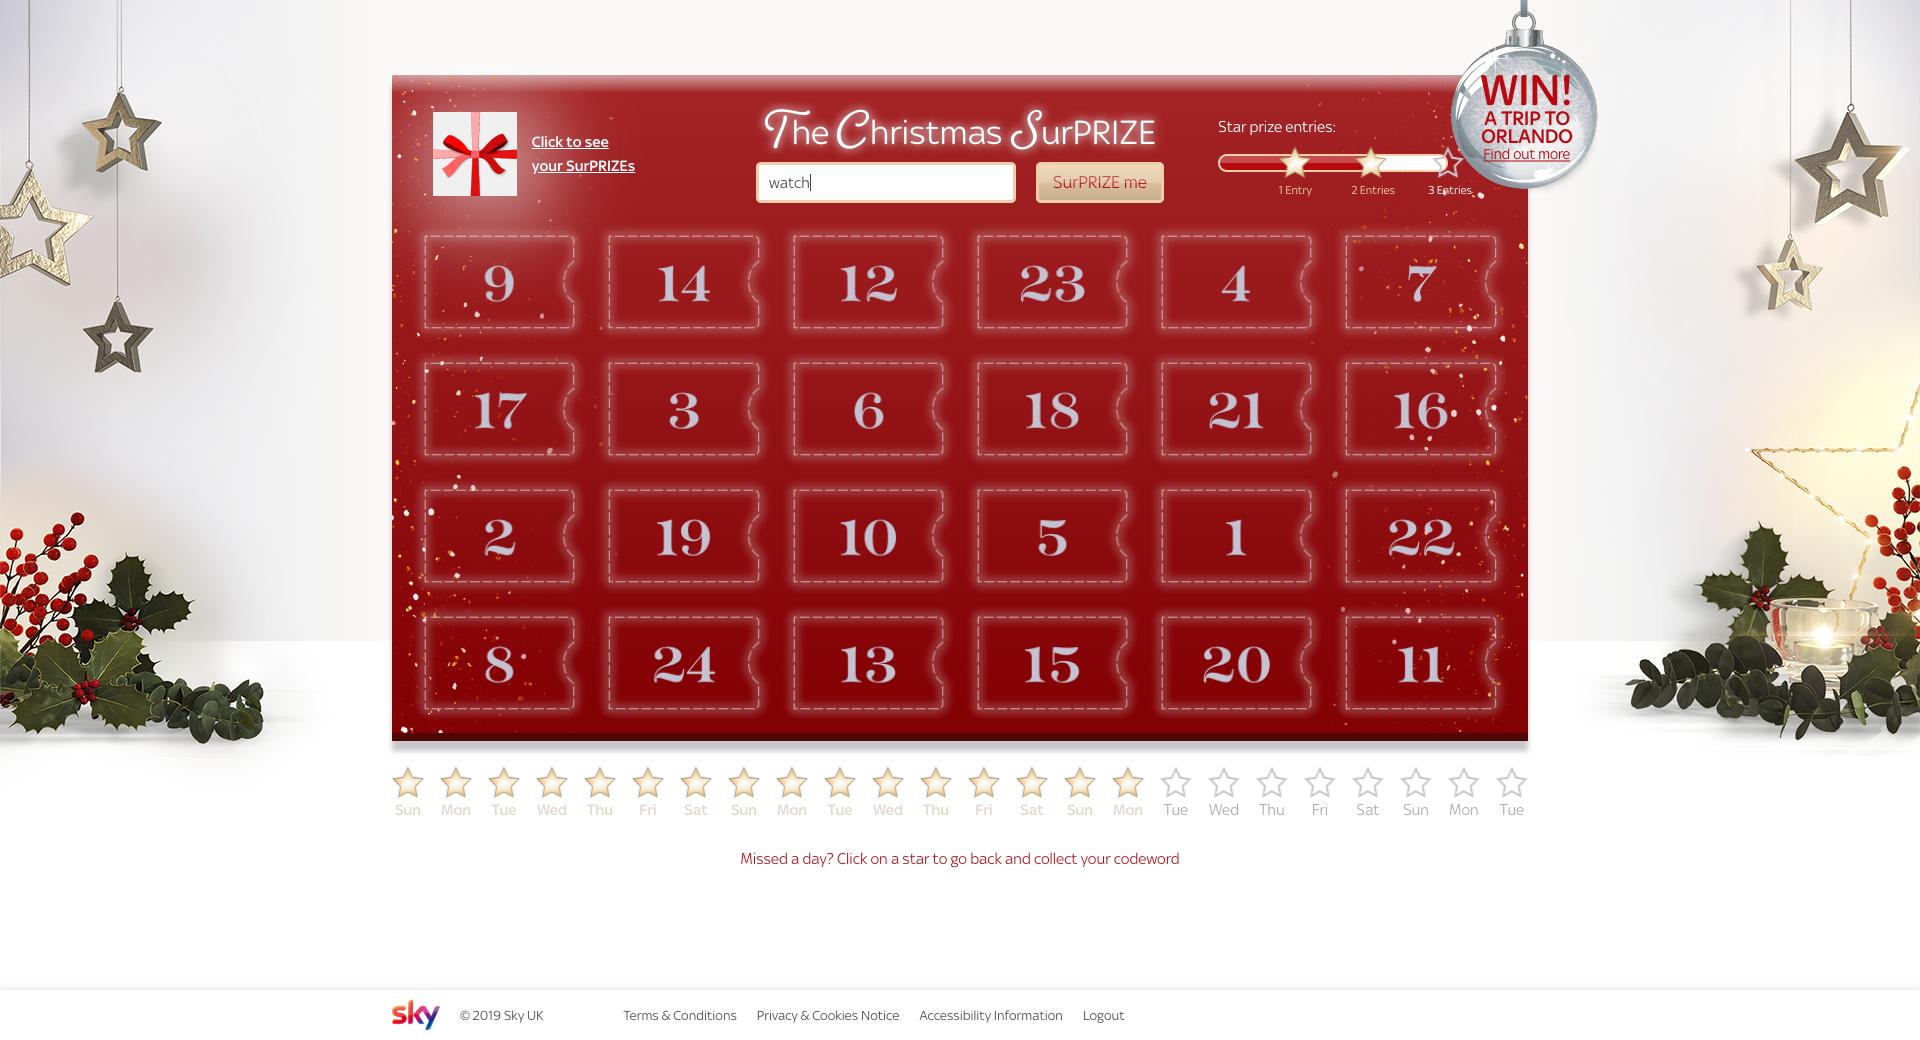 WIN!
A TRIP TO
ORLANDO
Find out more
Click to see
your SurPRIZEs
The Christmas SurPRIZE
Star prize entries:
watch
SurPRIZE me
1 Entry 2 Entries 3 Entries
9 14 12 23 4 7
17 3 6 18 21 16
2 19 10 5 1 22
8 24 13 15 20 11
Sun Mon Tue Wed Thu Fri Sat Sun Mon Tue Wed Thu Fri Sat Sun Mon Tue Wed Thu Fri Sat Sun Mon Tue
Missed a day? Click on a star to go back and collect your codeword
sky © 2019 Sky UK Terms & Conditions Privacy & Cookies Notice Accessibility Information Logout